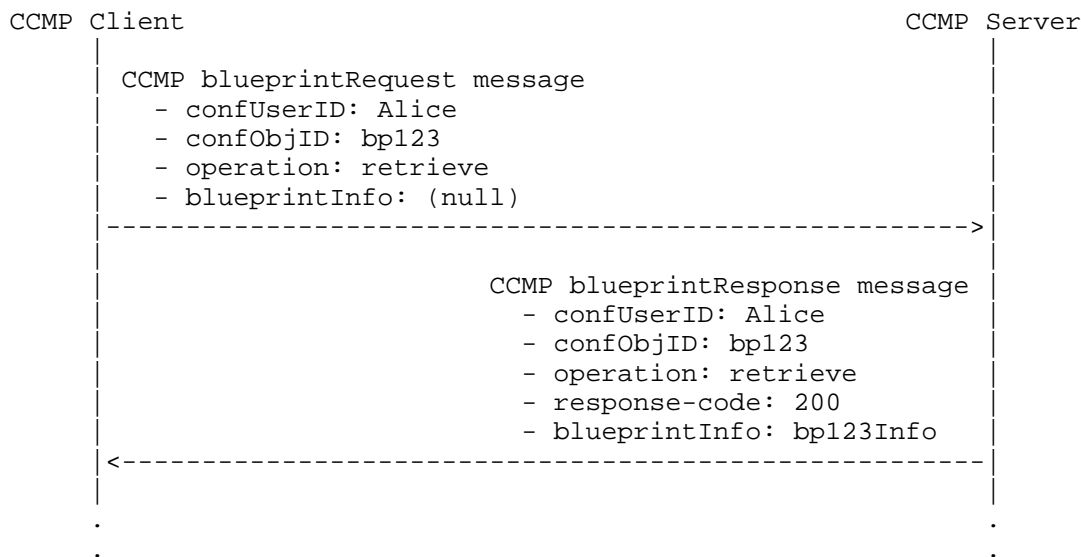 CCMP Client CCMP Server
CCMP blueprintRequest message
- confUserID: Alice
- confObjID: bp123
- operation: retrieve
- blueprintInfo: (null)
CCMP blueprintResponse message
- confUserID: Alice
- confObjID: bp123
- operation: retrieve
- response-code: 200
- blueprintInfo: bp123Info